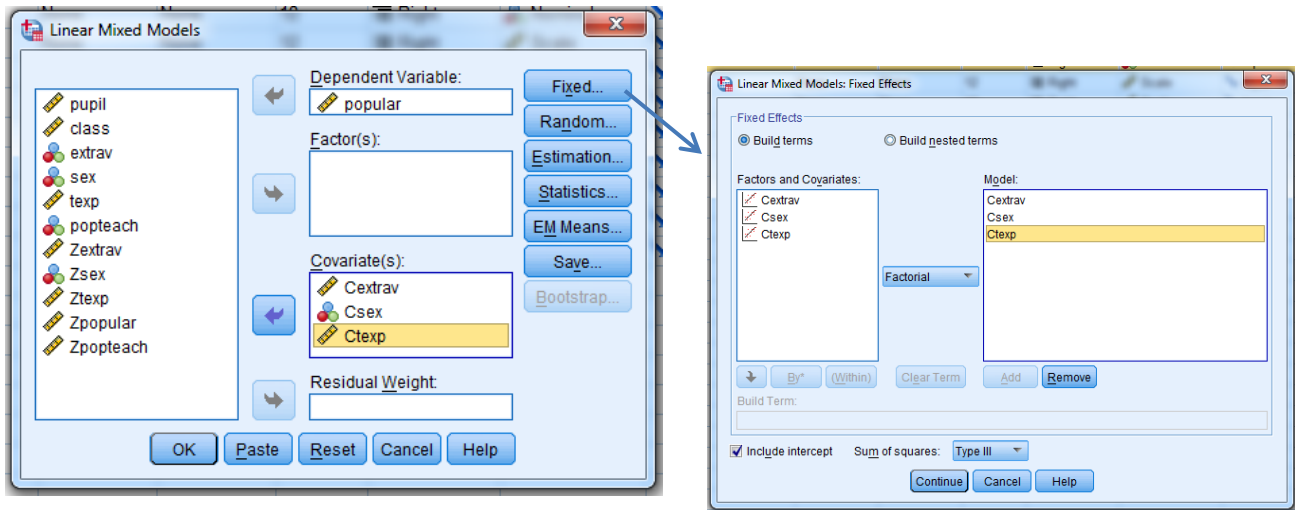 Linear Mixed Models
pupil
class
extrav
sex
texp
popteach
Zextrav
Zsex
Ztexp
Zpopular
Zpopteach
Dependent Variable:
popular
Factor(s):
Covariate(s):
Cextrav
Csex
Ctexp
Residual Weight:
Fixed...
Random...
Estimation...
Statistics...
EM Means...
Save...
Bootstrap...
OK Paste Reset Cancel Help
Linear Mixed Models: Fixed Effects
Fixed Effects
Build terms Build nested terms
Factors and Covariates:
Cextrav
Csex
Ctexp
Factorial
Model:
Cextrav
Csex
Ctexp
By* (Within) Clear Term Add Remove
Build Term:
Include intercept Sum of squares: Type III
Continue Cancel Help